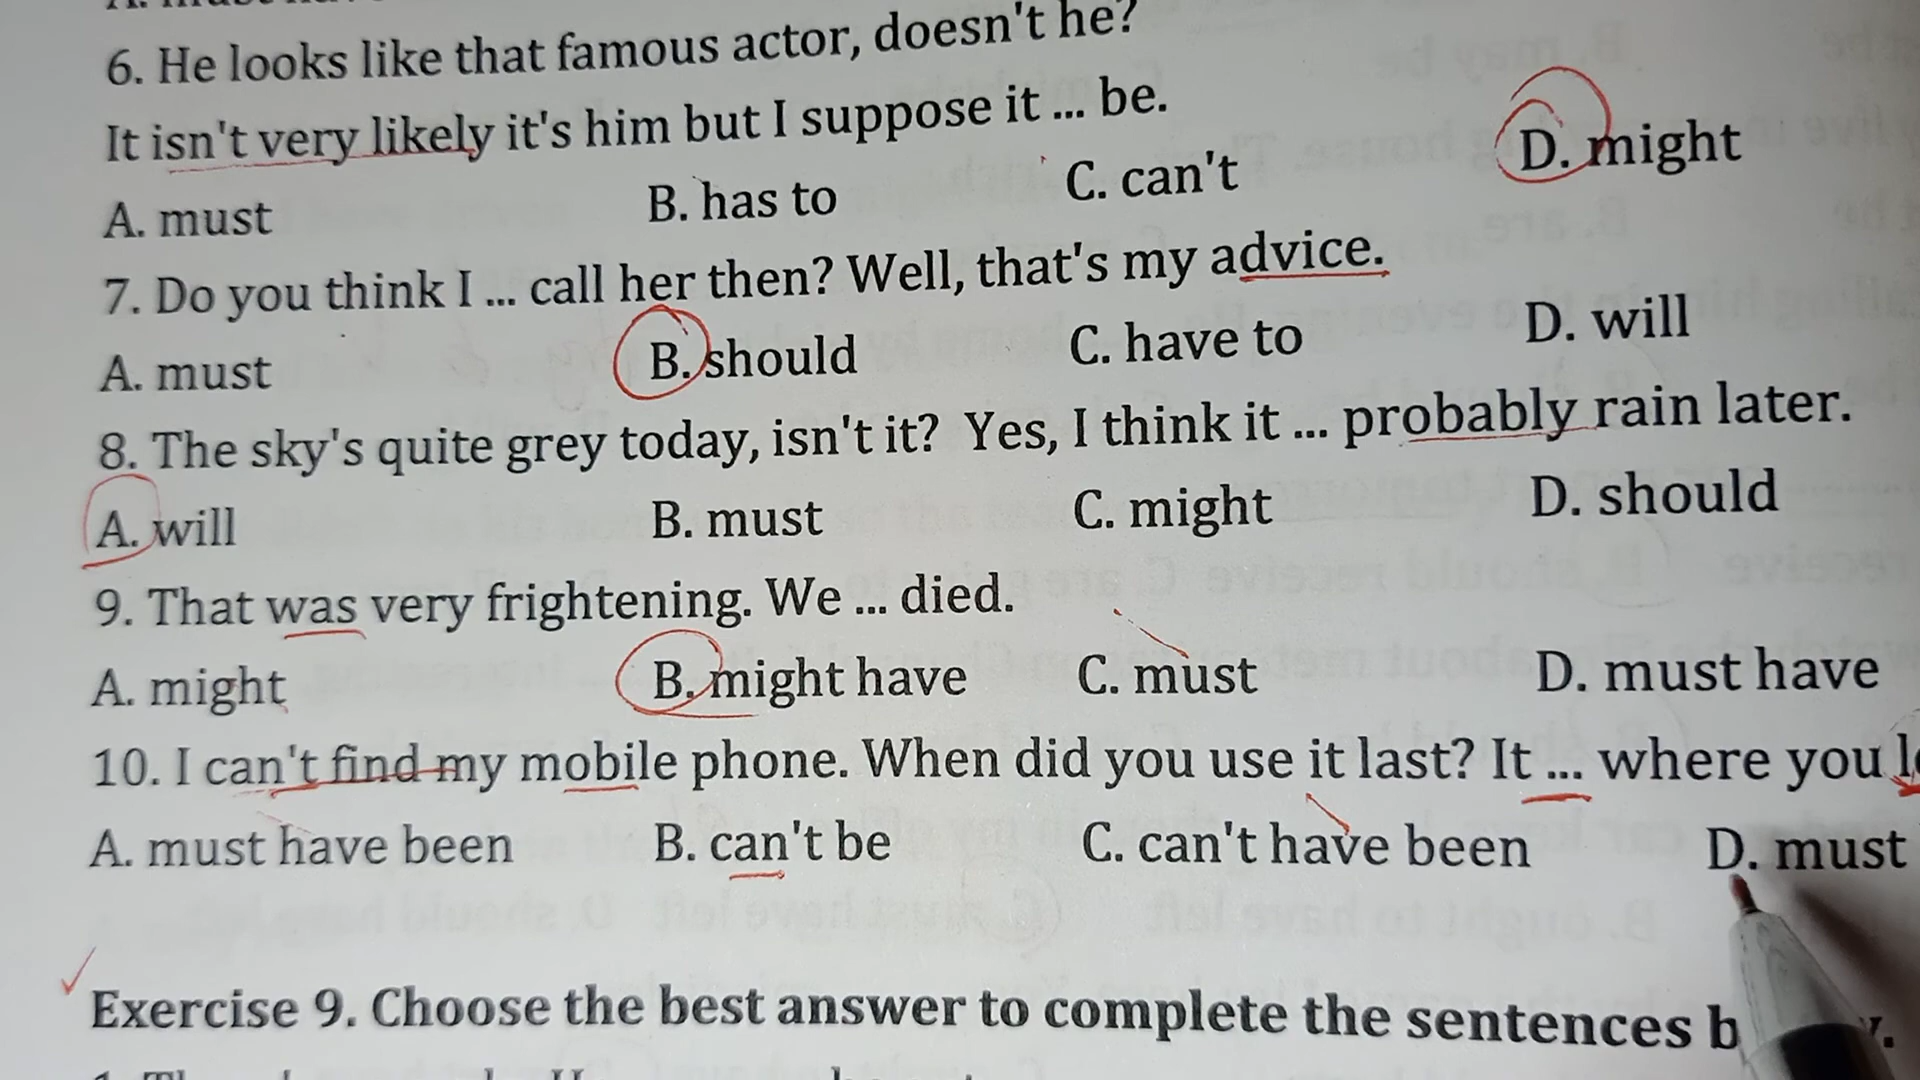 6. He looks like that famous actor, doesn't he?
It isn't very likely it's him but I suppose it ... be.
A. must B. has to C. can't D. might
7. Do you think I ... call her then? Well, that's my advice.
A. must B. should C. have to D. will
8. The sky's quite grey today, isn't it? Yes, I think it ... probably rain later.
A. will B. must C. might D. should
9. That was very frightening. We ... died.
A. might B. might have C. must D. must have
10. I can't find my mobile phone. When did you use it last? It ... where you
A. must have been B. can't be C. can't have been D. must
Exercise 9. Choose the best answer to complete the sentences